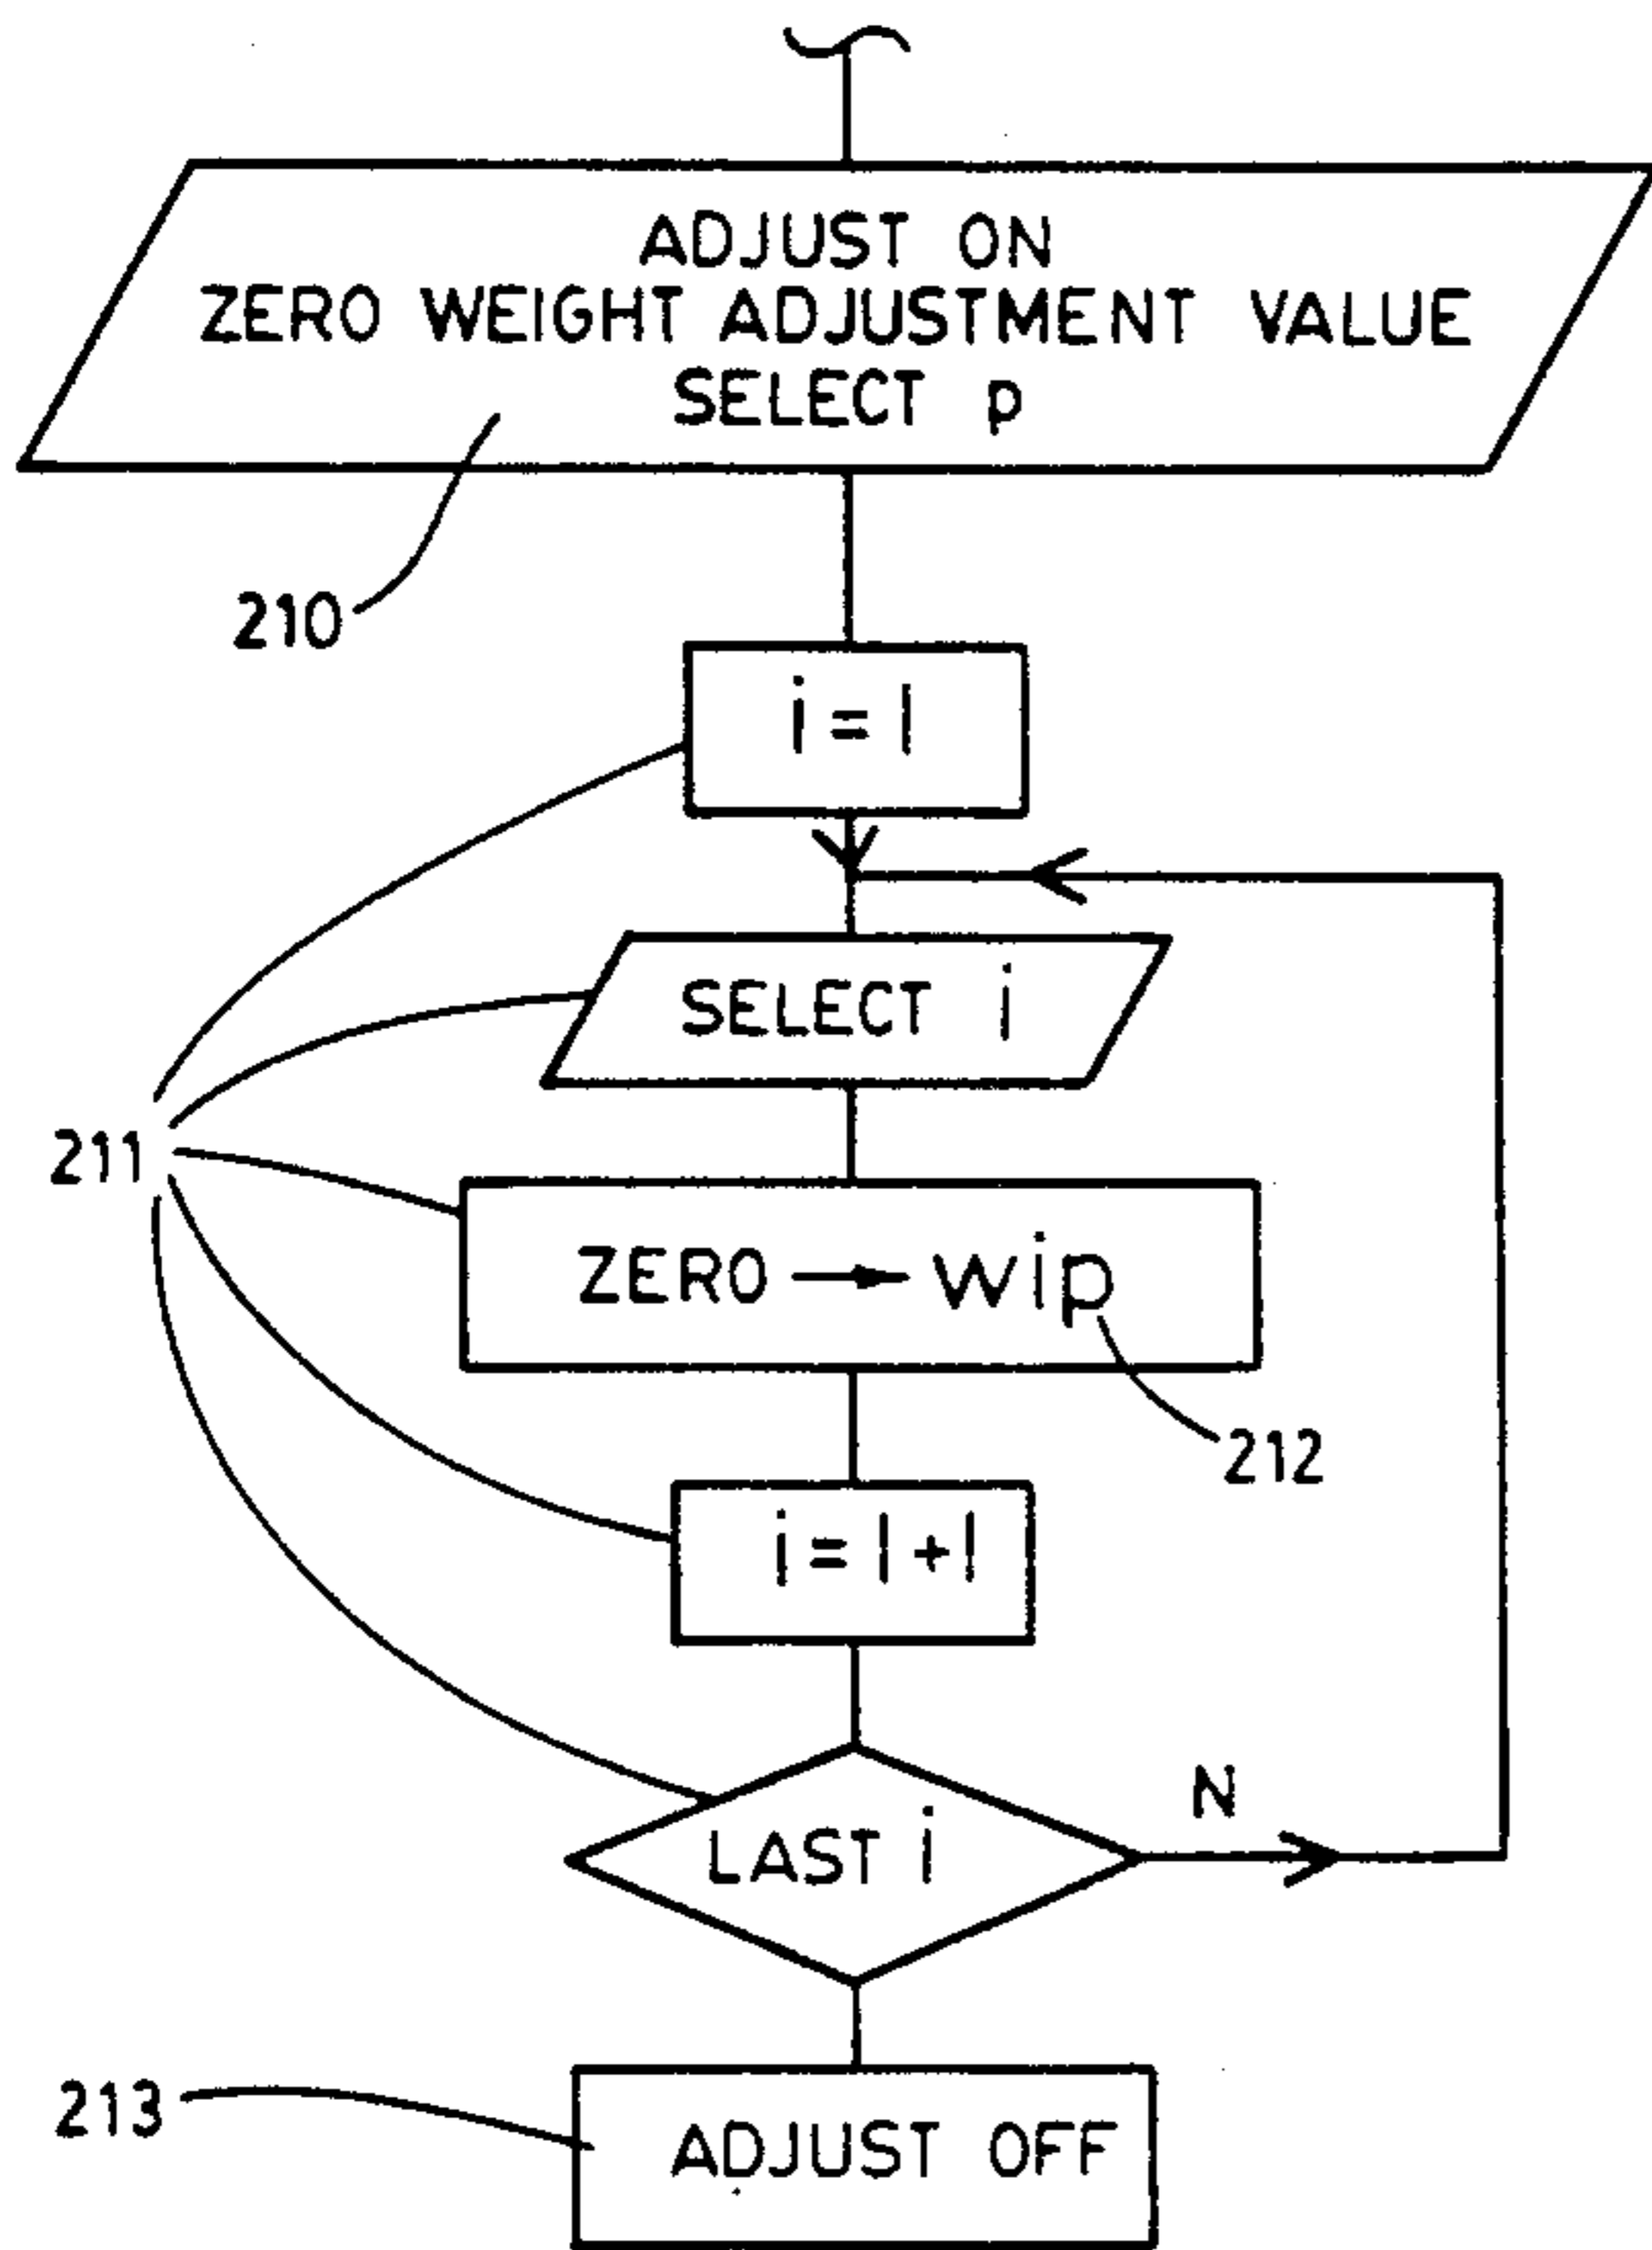 ADJUST ON
ZERO WEIGHT ADJUSTMENT VALUE
SELECT p
210
i = 1
SELECT i
211
ZERO → wip
212
i = 1 + 1
N
LAST i
213
ADJUST OFF